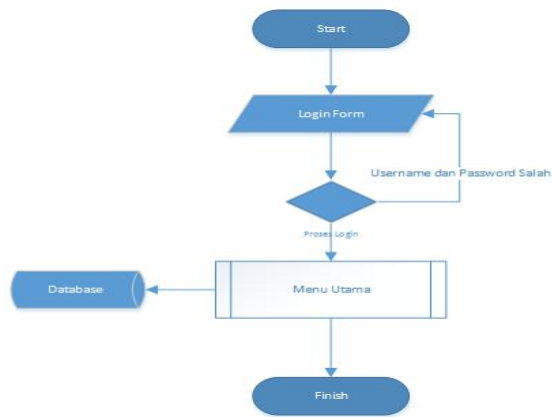 Start
Login Form
Username dan Password Salah
Proses Login
Database
Menu Utama
Finish